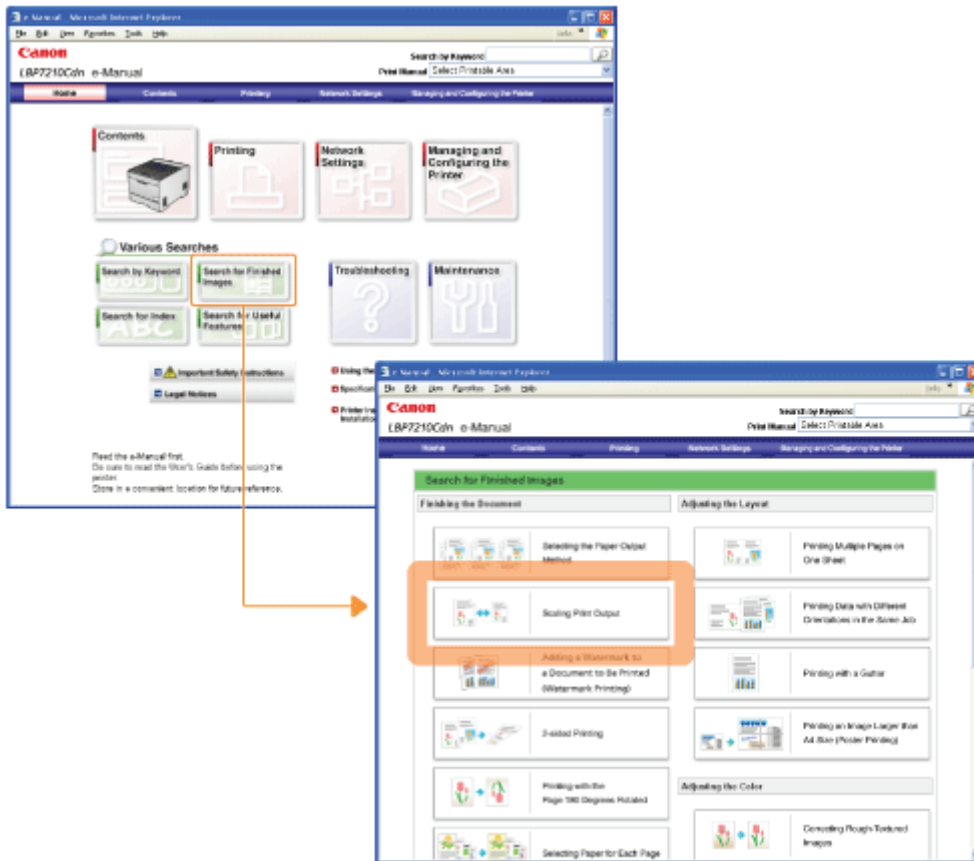 e-Manual - Microsoft Internet Explorer
File Edit View Favorites Tools Help
Links
Canon
Search by Keyword
LBP7210Cdn e-Manual
Print Manual Select Printable Area
Home Contents Printing Network Settings Managing and Configuring the Printer
Contents
Printing
Network
Settings
Managing and
Configuring the
Printer
Various Searches
Search by Keyword
Search for Finished
Images
Troubleshooting
Maintenance
Search for Index
ABC
Search for Useful
Features
Important Safety Instructions
Legal Notices
Using the
Specificat
Printer Ins
Installation
Read the e-Manual first.
Be sure to read the User's Guide before using the
printer.
Store in a convenient location for future reference.
e-Manual - Microsoft Internet Explorer
File Edit View Favorites Tools Help
Links
Canon
Search by Keyword
LBP7210Cdn e-Manual
Print Manual Select Printable Area
Home Contents Printing Network Settings Managing and Configuring the Printer
Search for Finished Images
Finishing the Document
Adjusting the Layout
Selecting the Paper Output
Method
Printing Multiple Pages on
One Sheet
Scaling Print Output
Printing Data with Different
Orientations in the Same Job
Adding a Watermark to
a Document to Be Printed
(Watermark Printing)
Printing with a Gutter
2-sided Printing
Printing an Image Larger than
A4 Size (Poster Printing)
Printing with the
Page 180 Degrees Rotated
Adjusting the Color
Correcting Rough-Textured
Images
Selecting Paper for Each Page